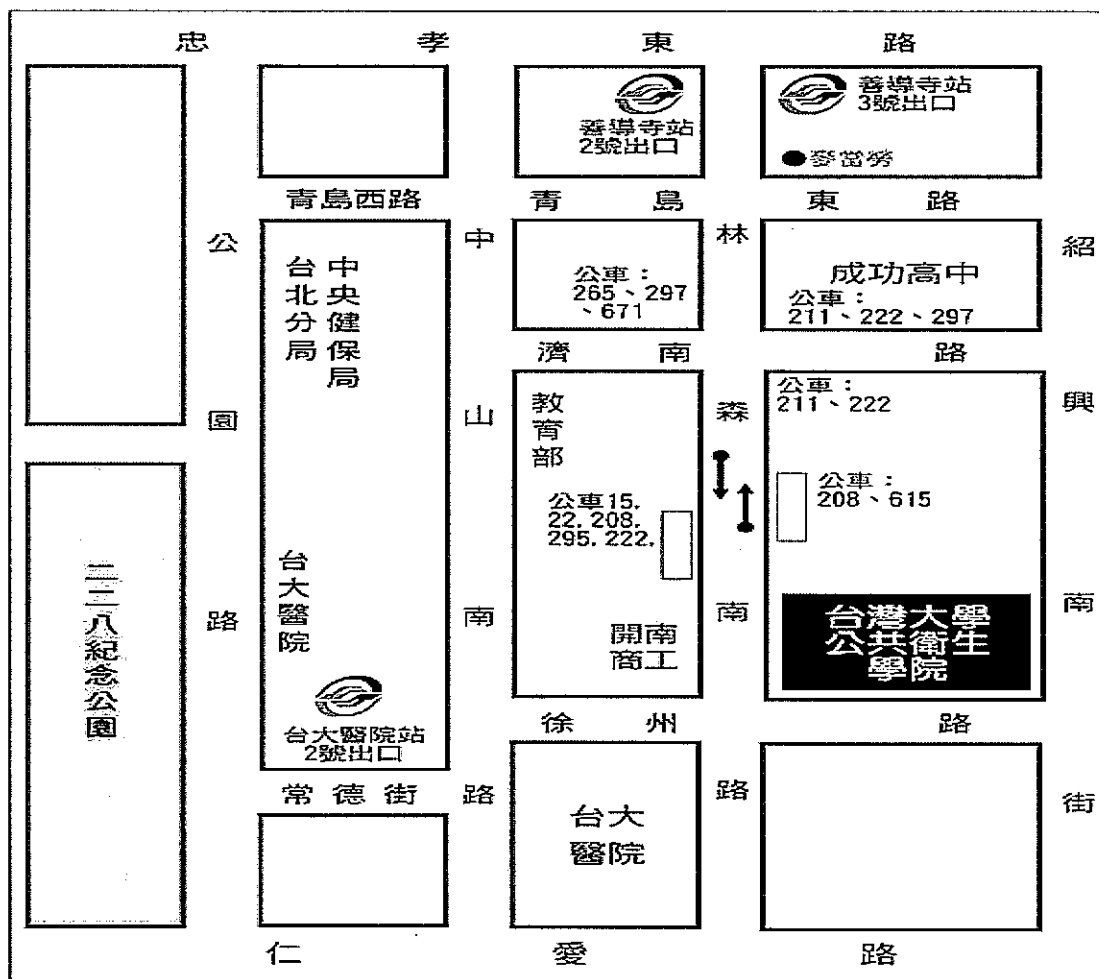 忠孝東路
善導寺站
2號出口
善導寺站
3號出口
●麥當勞
青島西路
青島東路
公園路
中山南路
林森南路
紹興南街
中央健保局
台北分局
公車：
265、297
、671
成功高中
公車：
211、222、297
濟南路
教育部
公車15.
22.208.
295.222.
開南
商工
公車：
211、222
公車：
208、615
台灣大學
公共衛生
學院
二二八紀念公園
台大醫院
台大醫院站
2號出口
徐州路
常德街
台大
醫院
仁愛路